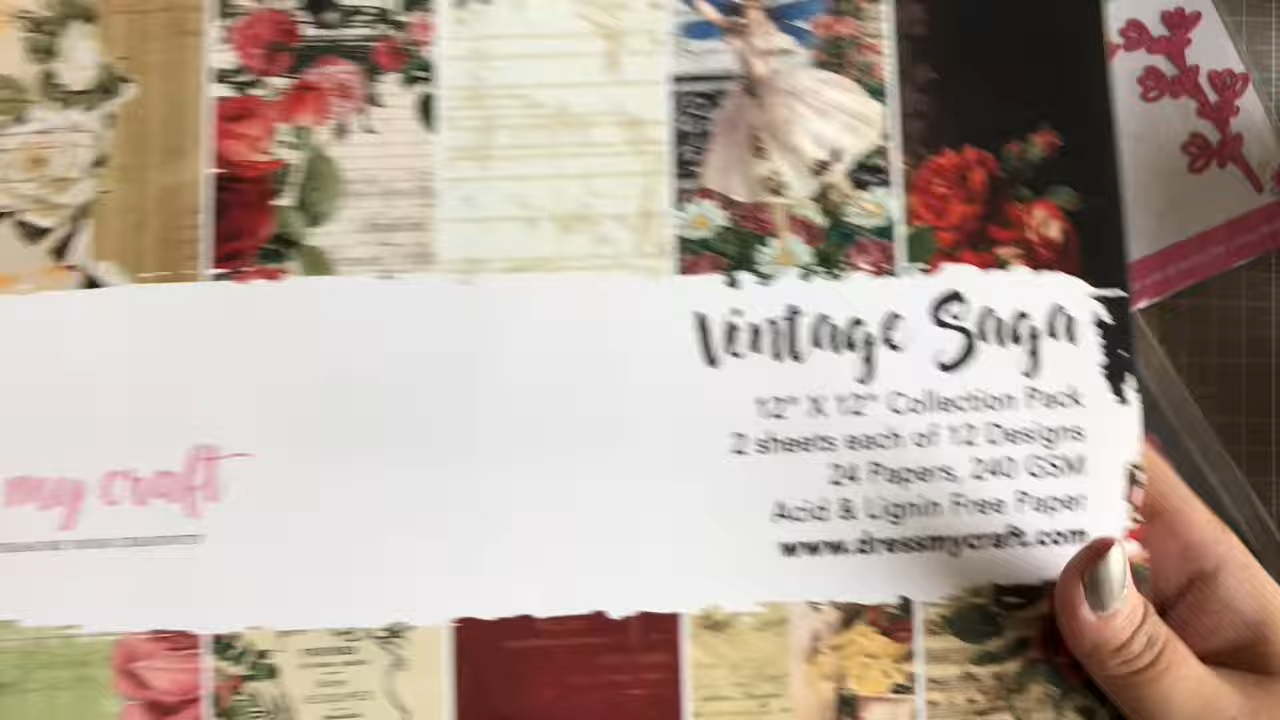 Vintage Saga
12" X 12" Collection Pack
2 sheets each of 12 Designs
24 Papers, 240 GSM
Acid & Lignin Free Paper
www.dressmycraft.com
my craft